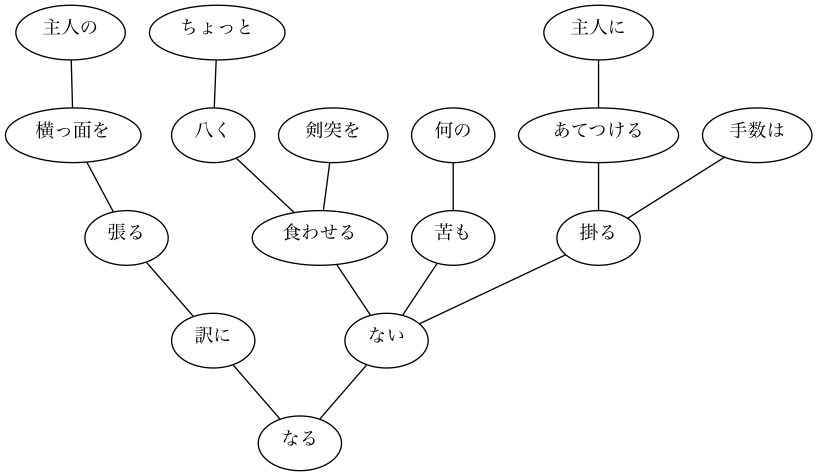 主人の ちょっと 主人に
横っ面を 八く 剣突を 何の あてつける 手数は
張る 食わせる 苦も 掛る
訳に ない
なる